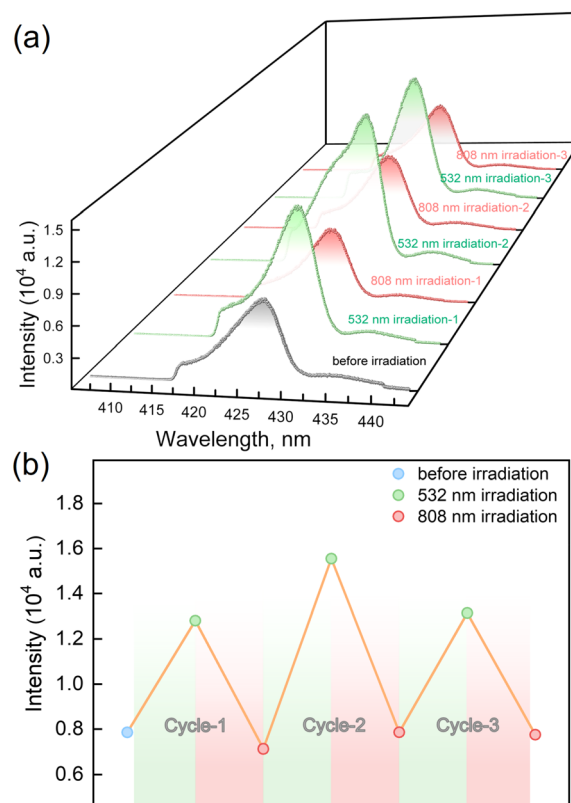 (a)
808 nm irradiation-3
532 nm irradiation-3
808 nm irradiation-2
532 nm irradiation-2
808 nm irradiation-1
532 nm irradiation-1
before irradiation
1.5
1.2
0.9
0.6
0.3
Intensity (10⁴ a.u.)
410 415 420 425 430 435 440
Wavelength, nm
(b)
before irradiation
532 nm irradiation
808 nm irradiation
1.8
1.6
1.4
1.2
1.0
0.8
0.6
Intensity (10⁴ a.u.)
Cycle-1 Cycle-2 Cycle-3